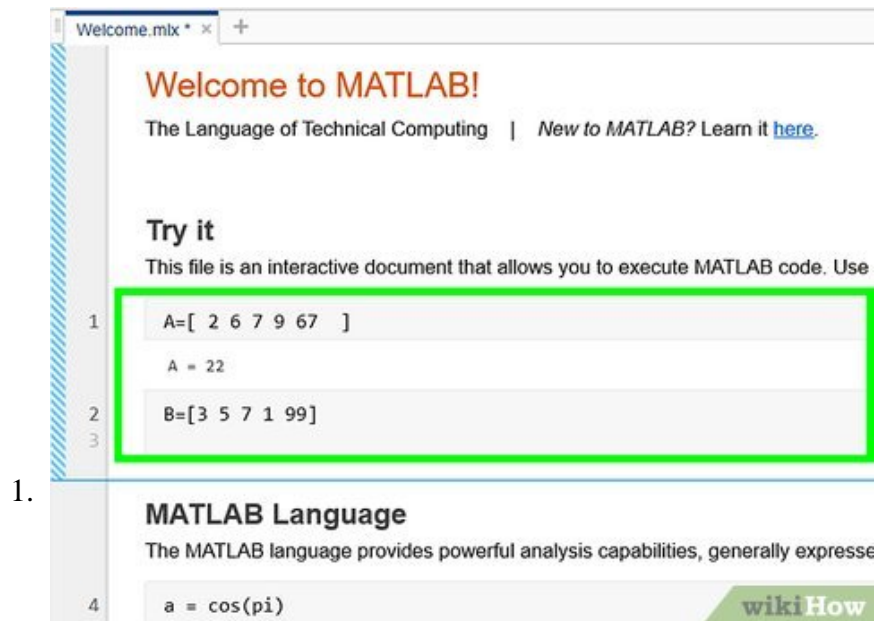 Welcome.mlx * × +
Welcome to MATLAB!
The Language of Technical Computing | New to MATLAB? Learn it here.
Try it
This file is an interactive document that allows you to execute MATLAB code. Use
1 A=[ 2 6 7 9 67 ]
A = 22
2 B=[3 5 7 1 99]
3
1.
MATLAB Language
The MATLAB language provides powerful analysis capabilities, generally expresse
4 a = cos(pi)
wikiHow